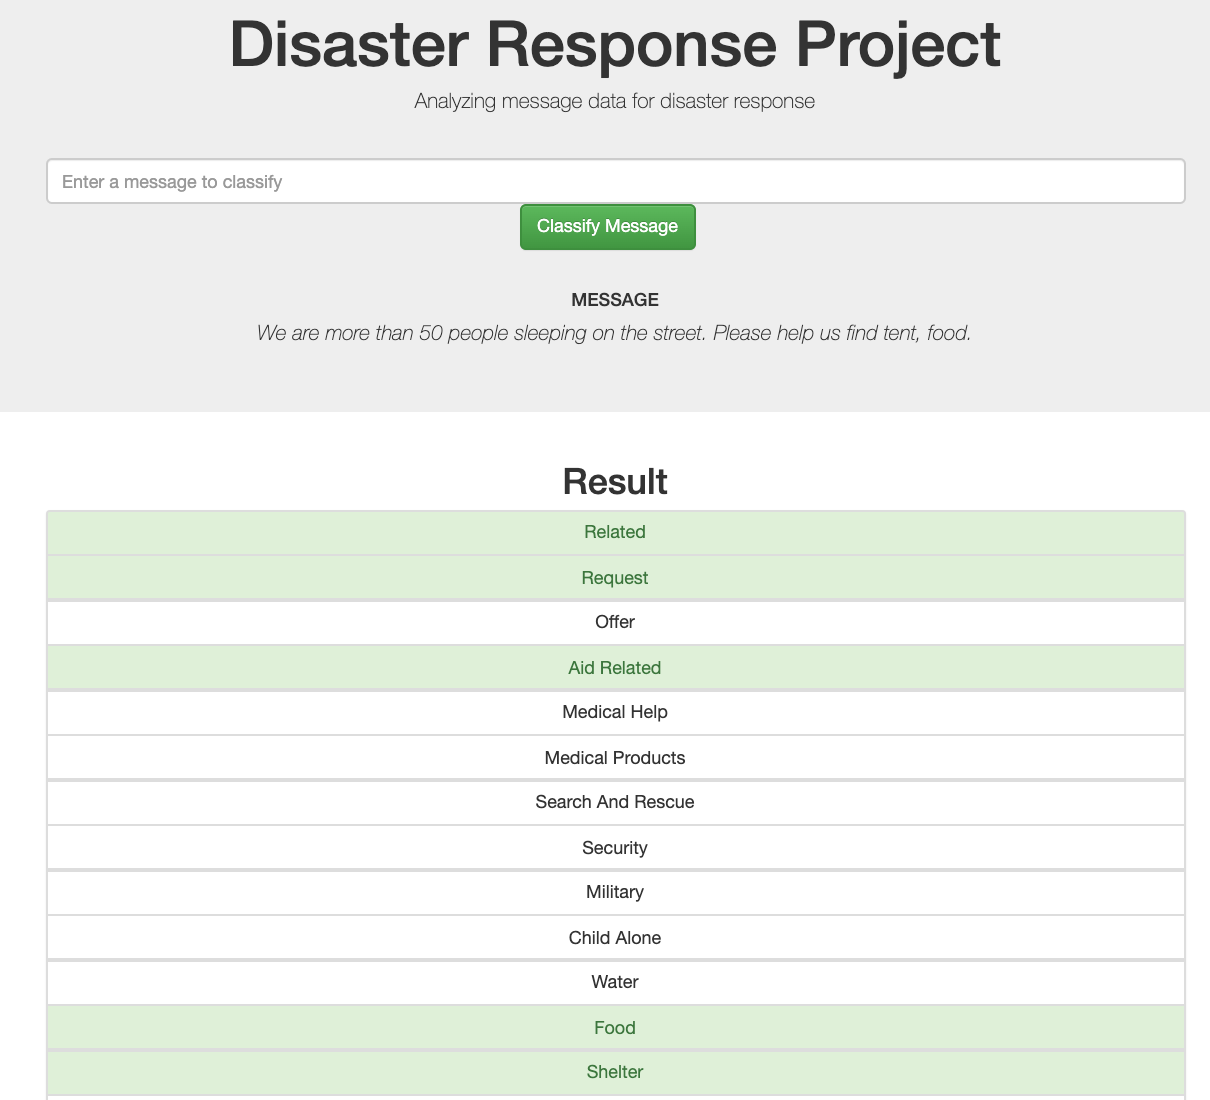 Disaster Response Project
Analyzing message data for disaster response
Enter a message to classify
Classify Message
MESSAGE
We are more than 50 people sleeping on the street. Please help us find tent, food.
Result
Related
Request
Offer
Aid Related
Medical Help
Medical Products
Search And Rescue
Security
Military
Child Alone
Water
Food
Shelter